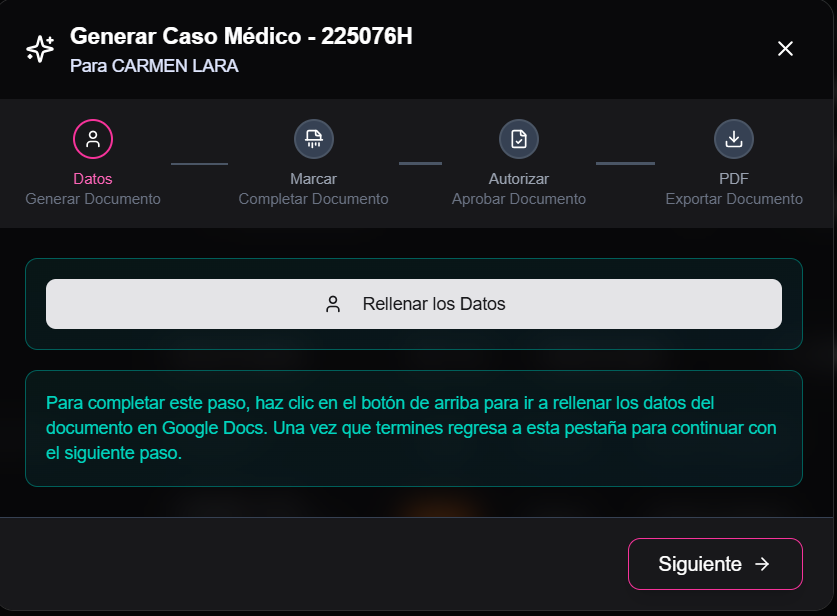 Generar Caso Médico - 225076H
Para CARMEN LARA
Datos
Generar Documento
Marcar
Completar Documento
Autorizar
Aprobar Documento
PDF
Exportar Documento
Rellenar los Datos
Para completar este paso, haz clic en el botón de arriba para ir a rellenar los datos del
documento en Google Docs. Una vez que termines regresa a esta pestaña para continuar con
el siguiente paso.
Siguiente